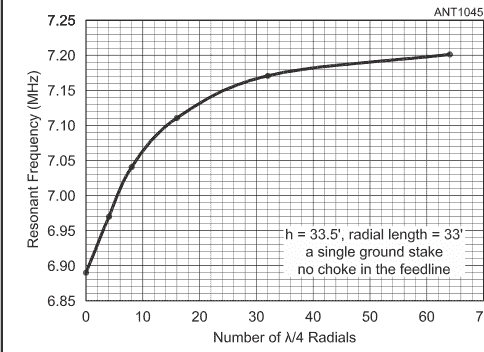 ANT1045
7.25
7.20
7.15
7.10
7.05
7.00
6.95
6.90
6.85
Resonant Frequency (MHz)
h = 33.5', radial length = 33'
a single ground stake
no choke in the feedline
0 10 20 30 40 50 60 7
Number of λ/4 Radials